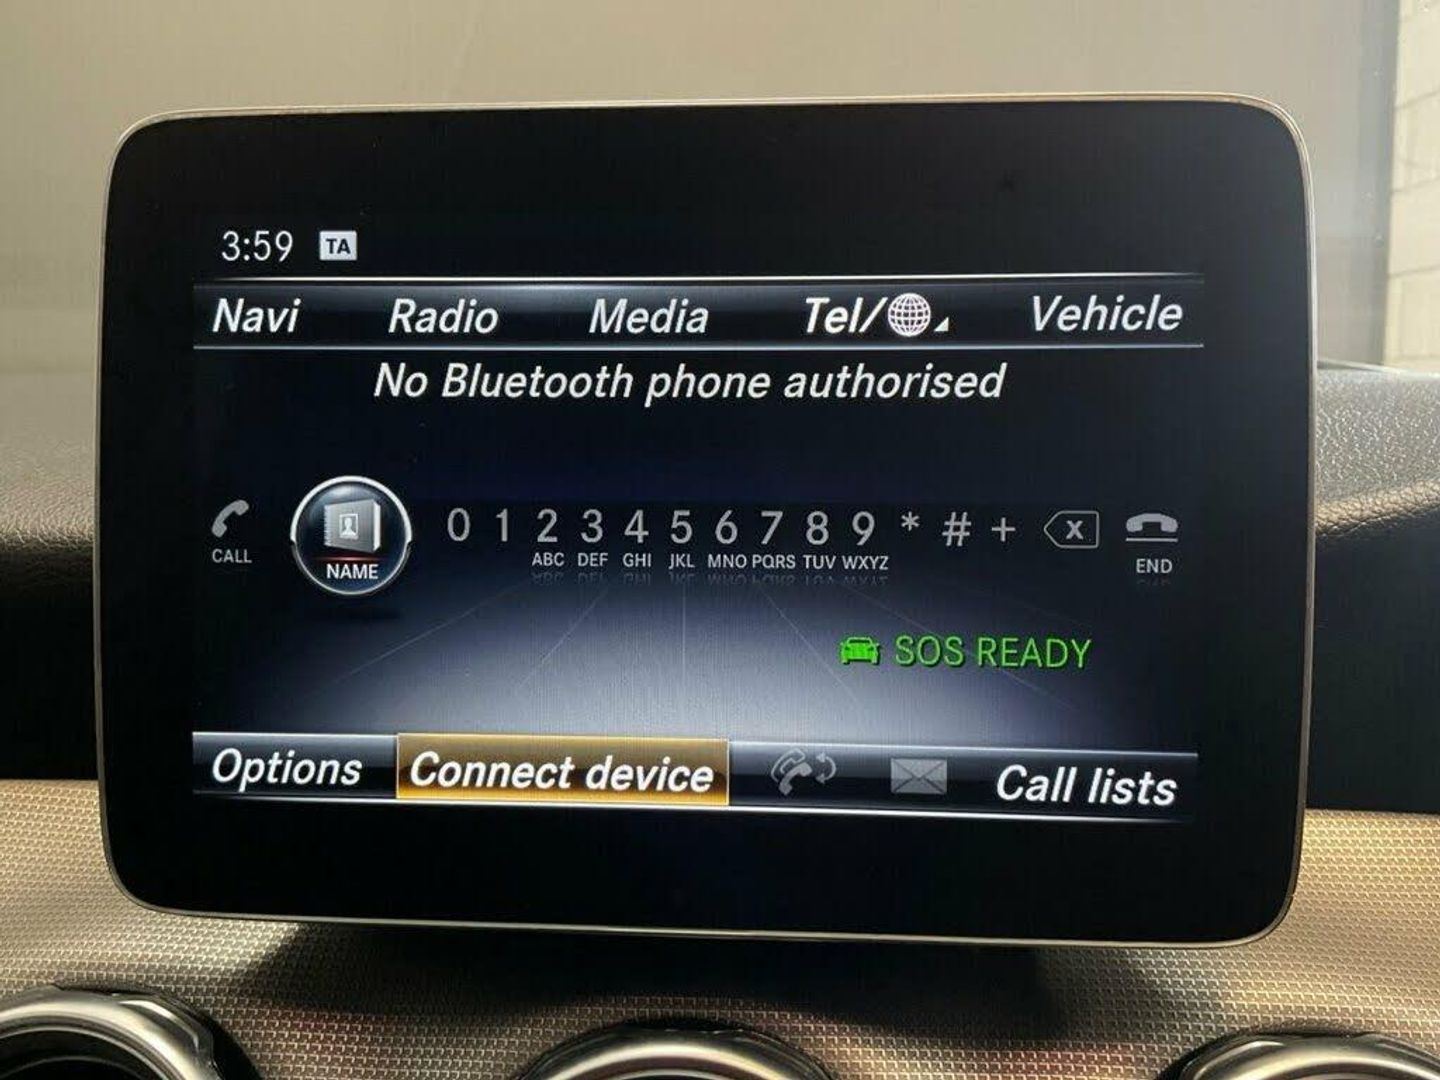 3:59 TA
Navi Radio Media Tel/ Vehicle
No Bluetooth phone authorised
0 1 2 3 4 5 6 7 8 9 * # + x
CALL NAME ABC DEF GHI JKL MNO PQRS TUV WXYZ END
SOS READY
Options Connect device Call lists